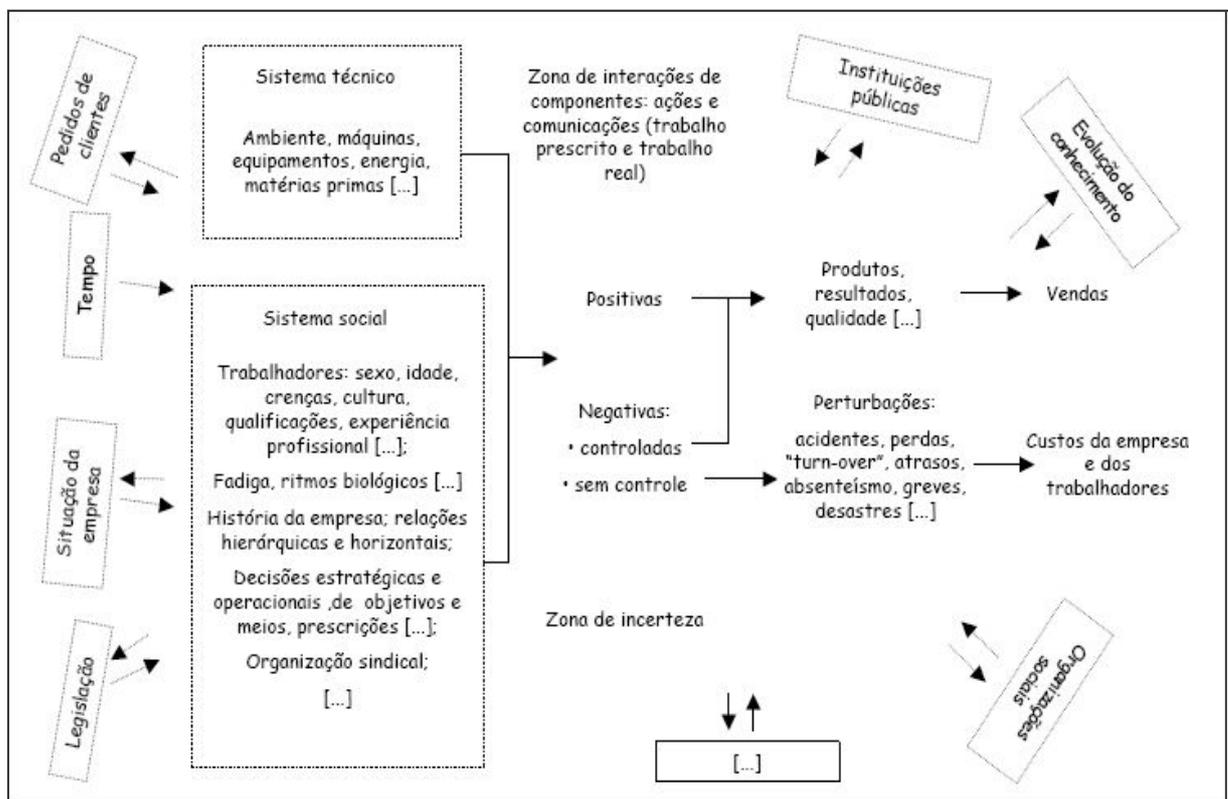 Pedidos de
clientes
Tempo
Situação da
empresa
Legislação
Sistema técnico
Ambiente, máquinas,
equipamentos, energia,
matérias primas [...]
Sistema social
Trabalhadores: sexo, idade,
crenças, cultura,
qualificações, experiência
profissional [...];
Fadiga, ritmos biológicos [...]
História da empresa; relações
hierárquicas e horizontais;
Decisões estratégicas e
operacionais ,de objetivos e
meios, prescrições [...];
Organização sindical;
[...]
Zona de interações de
componentes: ações e
comunicações (trabalho
prescrito e trabalho
real)
Positivas
Negativas:
• controladas
• sem controle
Zona de incerteza
[...]
Instituições
públicas
Evolução do
conhecimento
Produtos,
resultados,
qualidade [...]
Vendas
Perturbações:
acidentes, perdas,
"turn-over", atrasos,
absenteísmo, greves,
desastres [...]
Custos da empresa
e dos
trabalhadores
Organizações
sociais